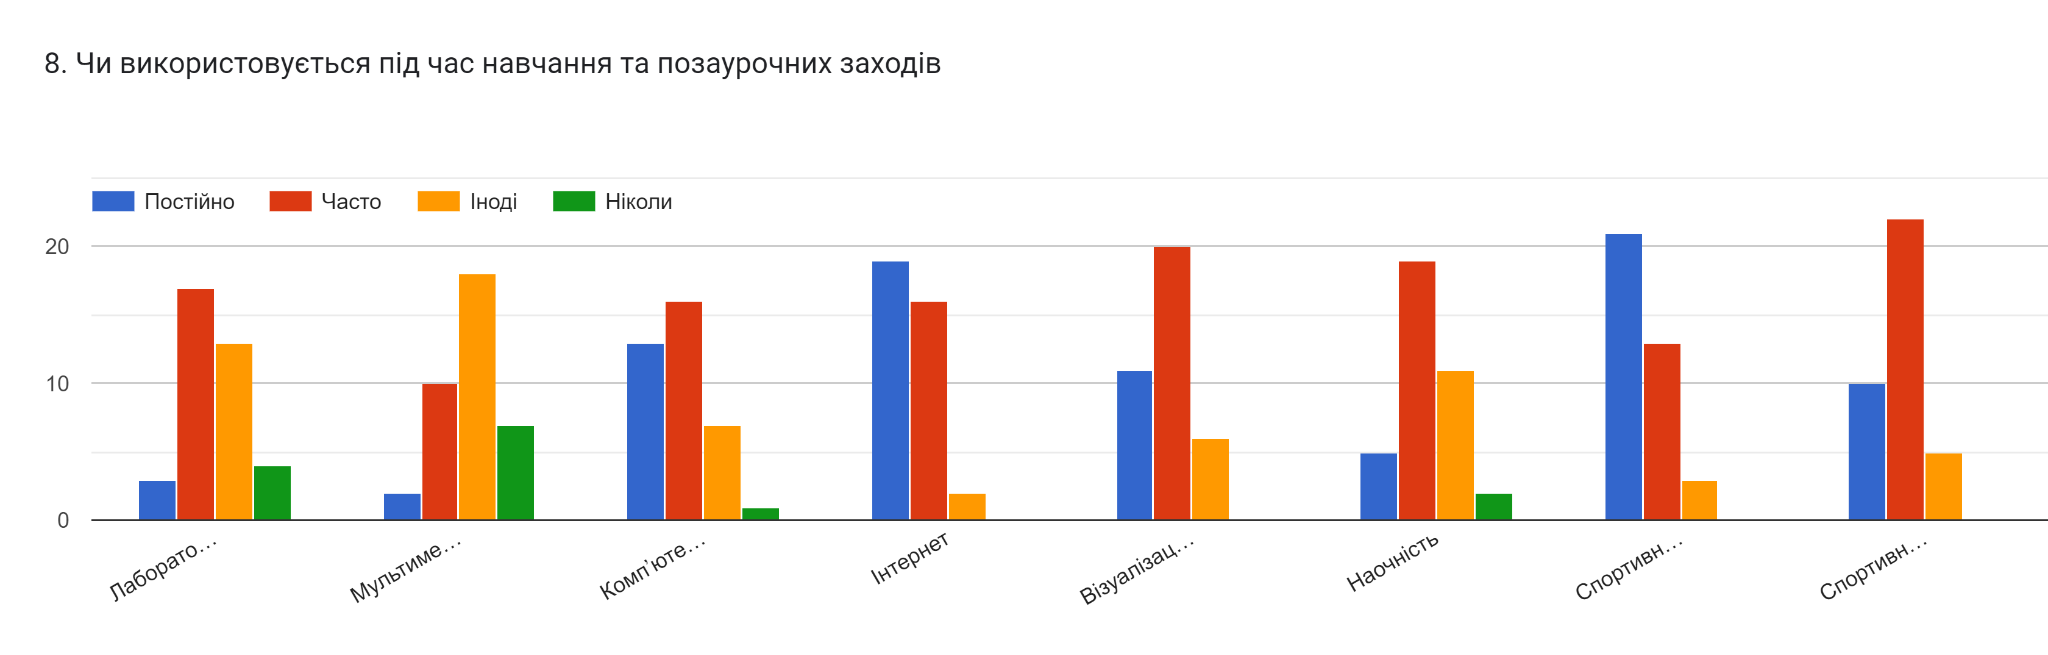 8. Чи використовується під час навчання та позаурочних заходів
Постійно Часто Іноді Ніколи
20
10
0
Лаборато…
Мультиме…
Комп’юте…
Інтернет
Візуалізац…
Наочність
Спортивн…
Спортивн…